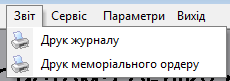 Звіт Сервіс Параметри Вихід
Друк журналу
Друк меморіального ордеру